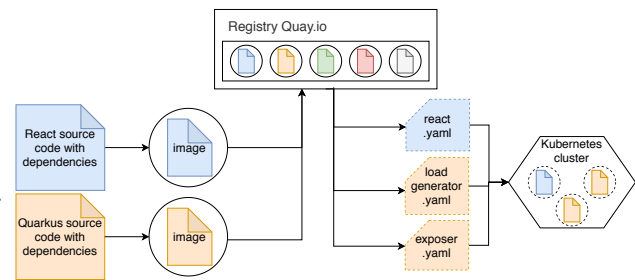 Registry Quay.io
React source
code with
dependencies
image
react
.yaml
Kubernetes
cluster
load
generator
.yaml
Quarkus source
code with
dependencies
image
exposer
.yaml